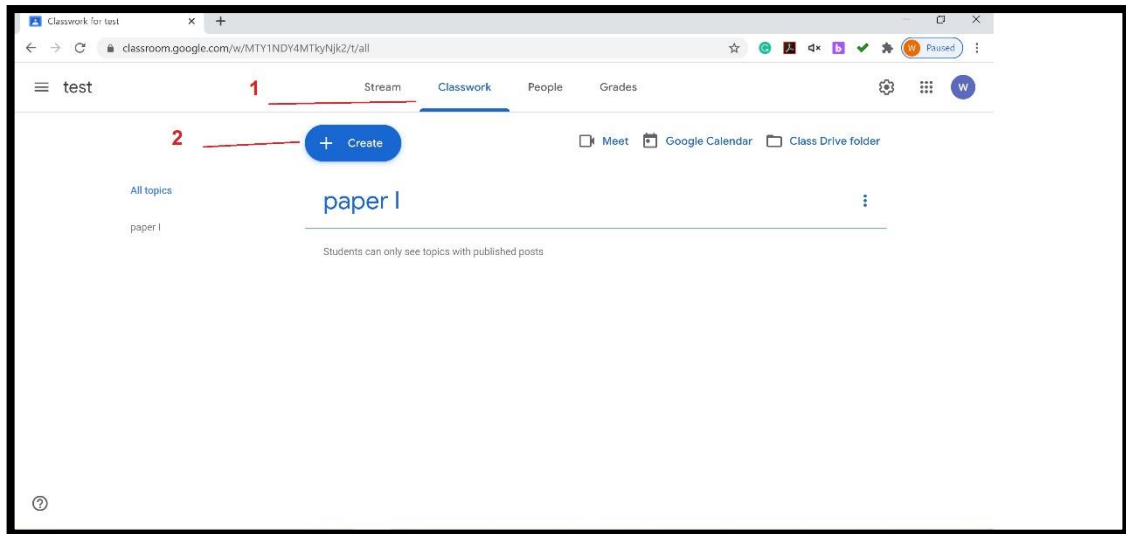 Classwork for test
classroom.google.com/w/MTY1NDY4MTkyNjk2/t/all
W Paused
test
1
Stream Classwork People Grades
W
2
+ Create
Meet Google Calendar Class Drive folder
All topics
paper I
paper I
Students can only see topics with published posts